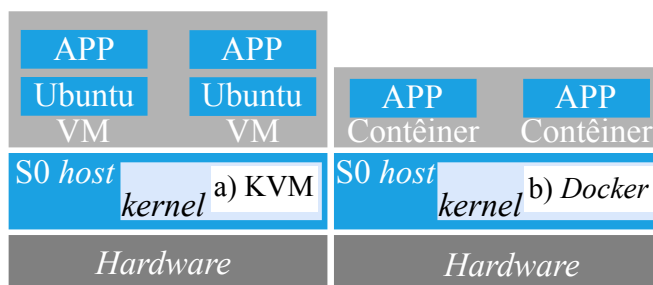 APP APP
Ubuntu Ubuntu
VM VM
S0 host
kernel a) KVM
Hardware
APP APP
Contêiner Contêiner
S0 host
kernel b) Docker
Hardware